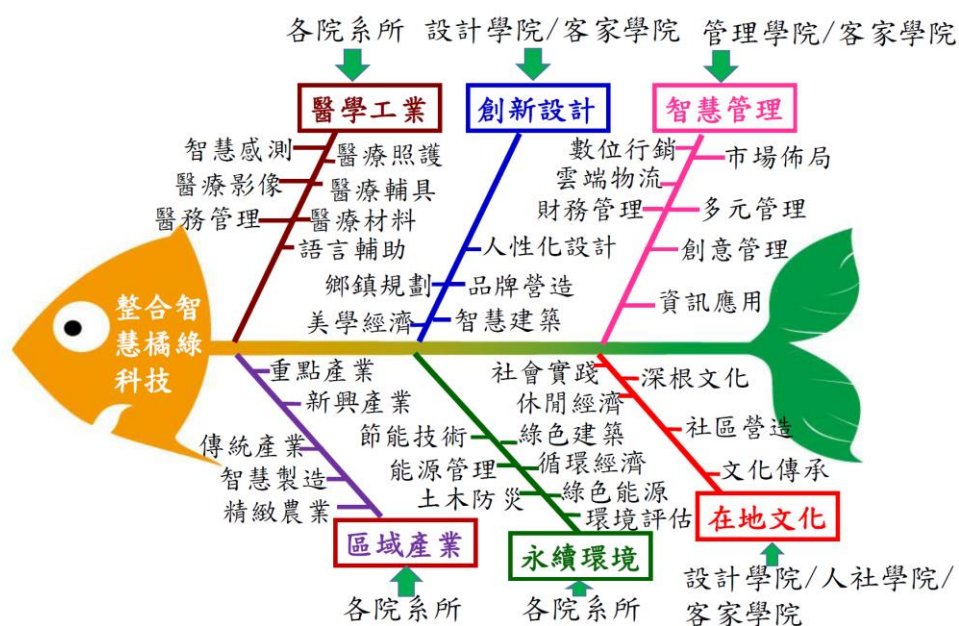 各院系所
設計學院/客家學院
管理學院/客家學院
醫學工業
創新設計
智慧管理
智慧感測
醫療照護
醫療影像
醫療輔具
醫務管理
醫療材料
語言輔助
人性化設計
鄉鎮規劃
品牌營造
美學經濟
智慧建築
數位行銷
市場佈局
雲端物流
財務管理
多元管理
創意管理
資訊應用
整合智
慧橘綠
科技
重點產業
新興產業
傳統產業
智慧製造
精緻農業
節能技術
綠色建築
能源管理
循環經濟
土木防災
綠色能源
環境評估
社會實踐
深根文化
休閒經濟
社區營造
文化傳承
區域產業
永續環境
在地文化
各院系所
各院系所
設計學院/人社學院/
客家學院